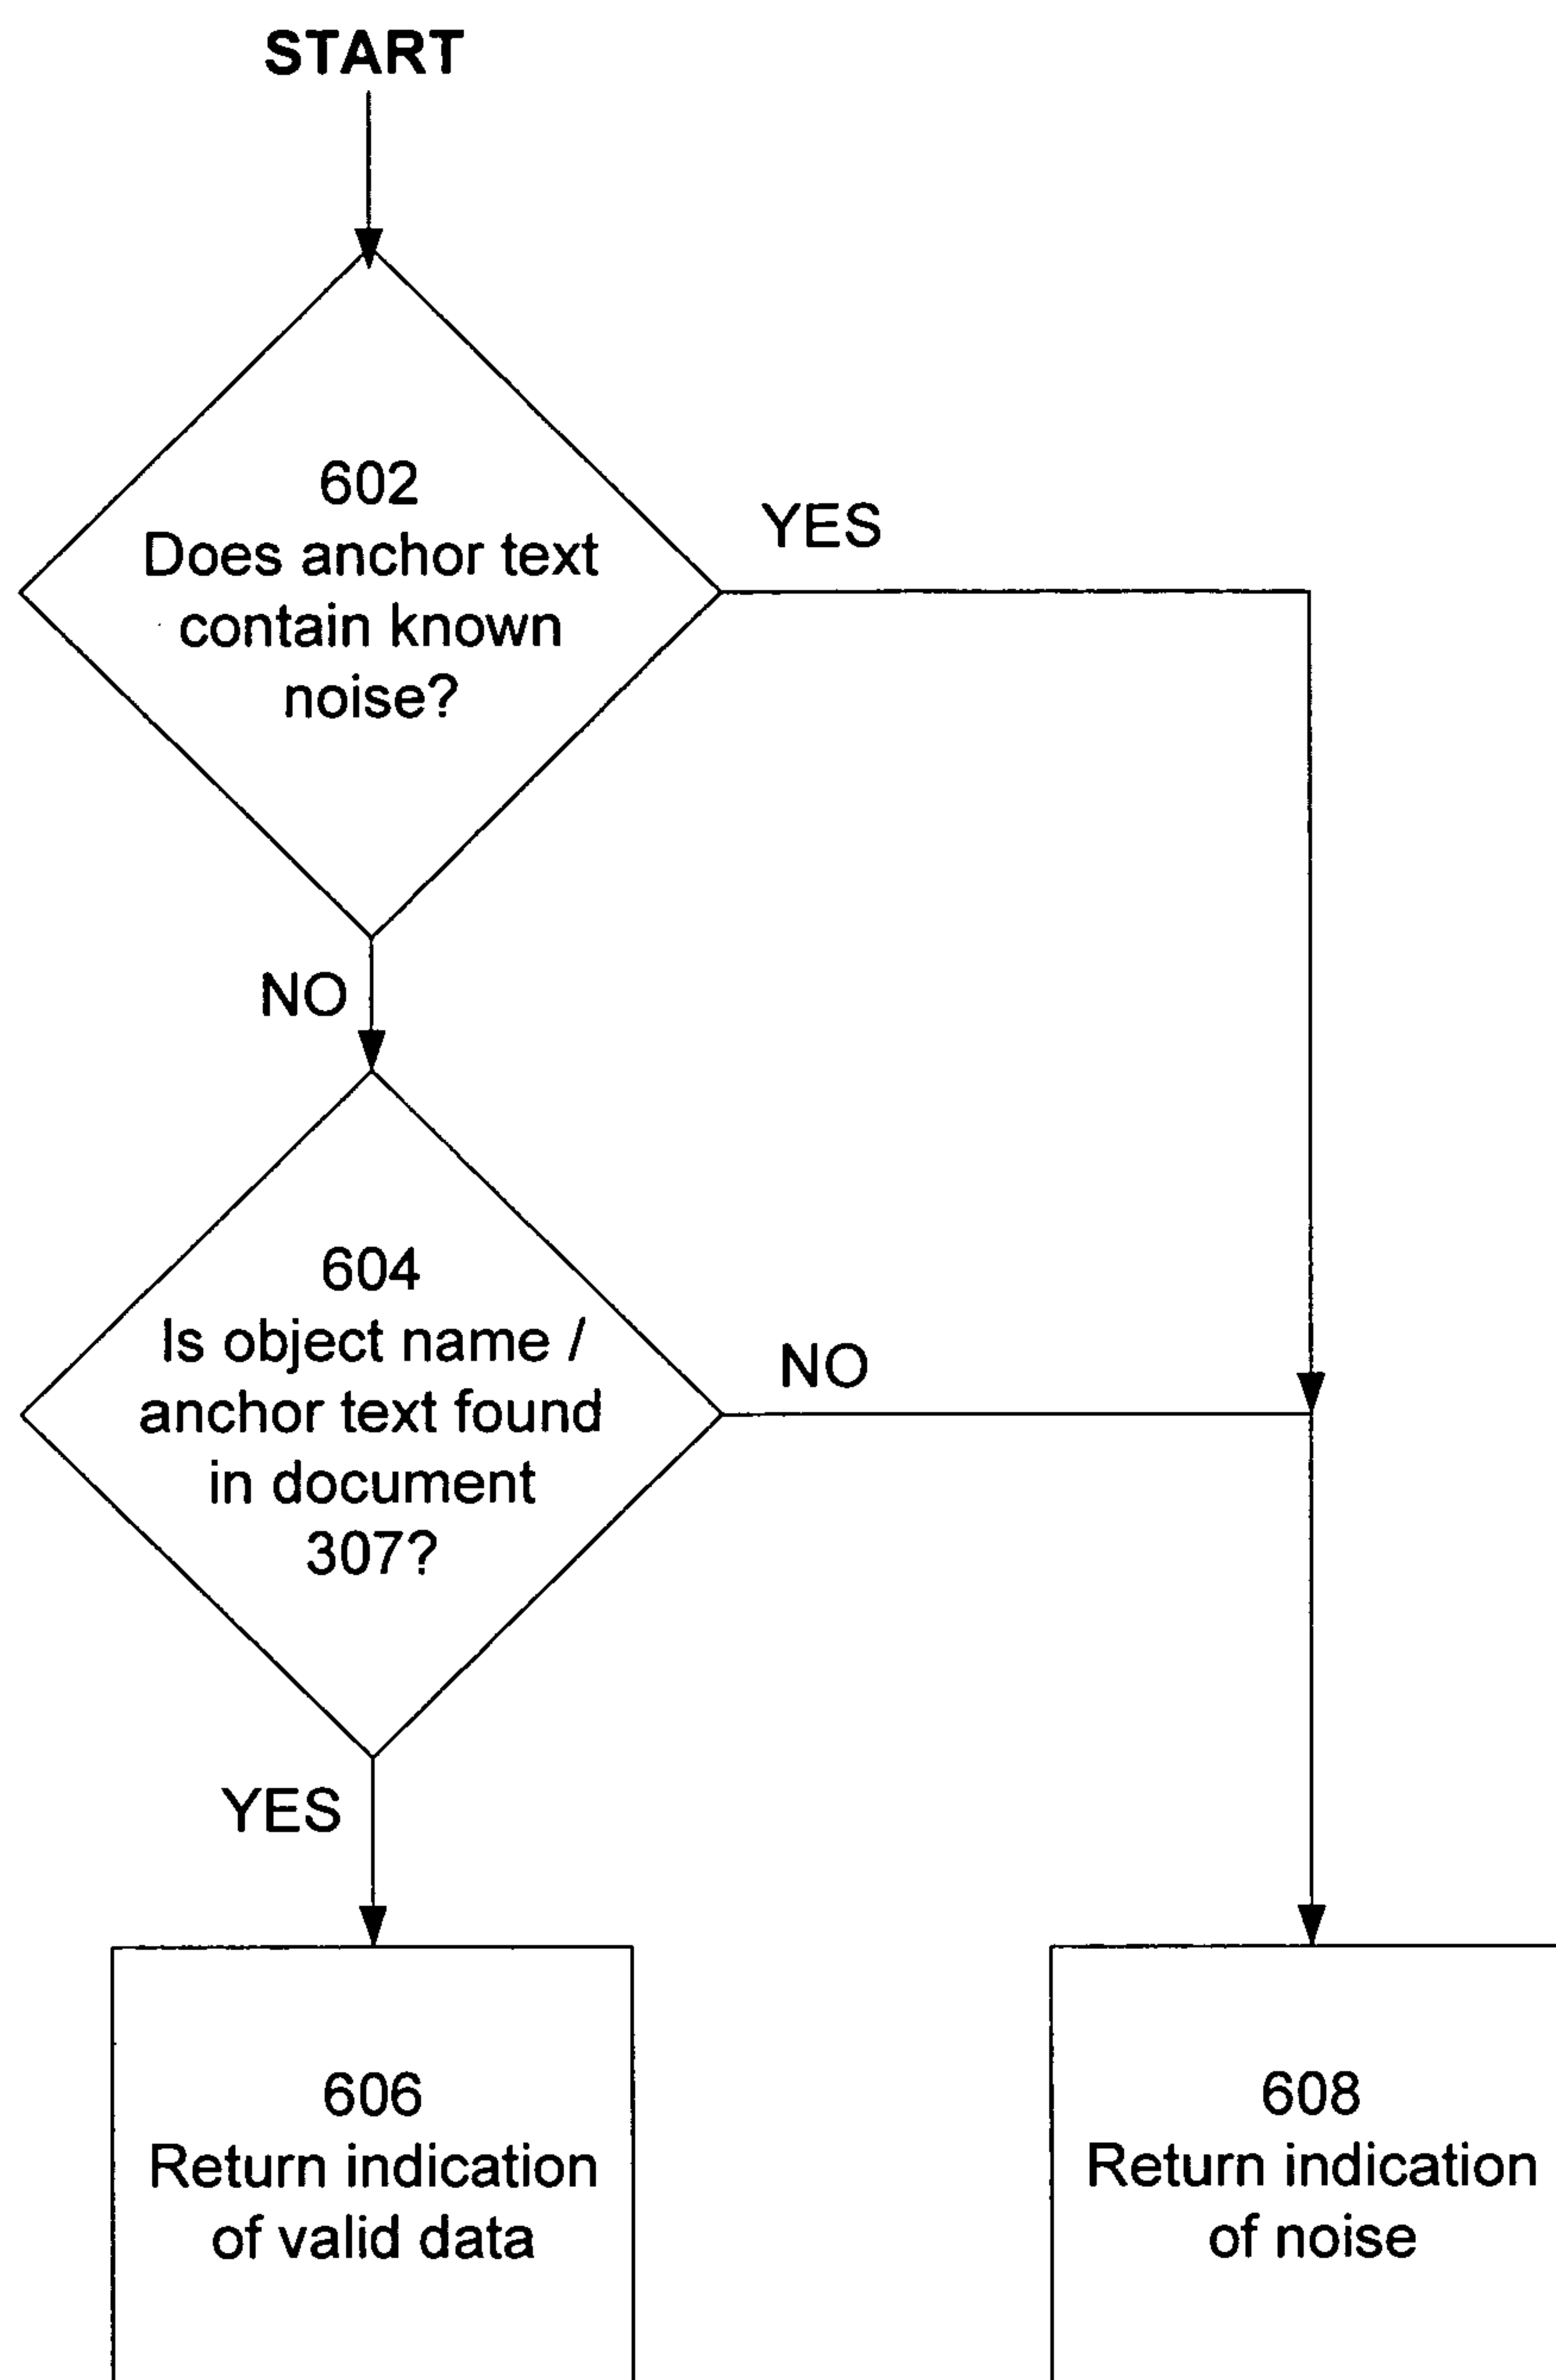 START
602
Does anchor text
contain known
noise?
YES
NO
604
Is object name /
anchor text found
in document
307?
NO
YES
606
Return indication
of valid data
608
Return indication
of noise